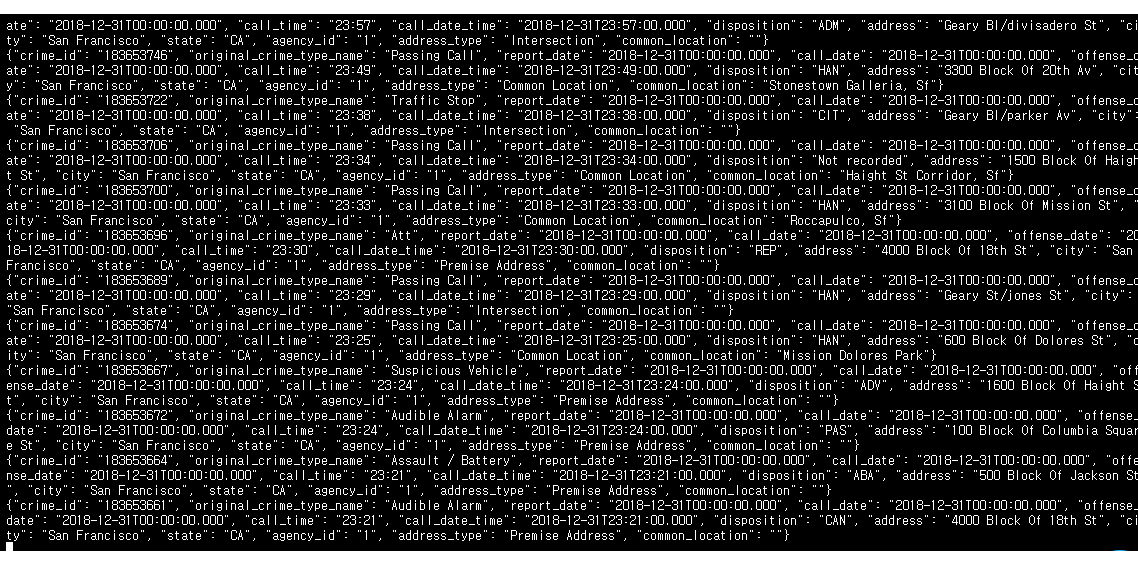 ate": "2018-12-31T00:00:00.000", "call_time": "23:57", "call_date_time": "2018-12-31T23:57:00.000", "disposition": "ADM", "address": "Geary Bl/divisadero St", "ci
ty": "San Francisco", "state": "CA", "agency_id": "1", "address_type": "Intersection", "common_location": ""}
{"crime_id": "183653746", "original_crime_type_name": "Passing Call", "report_date": "2018-12-31T00:00:00.000", "call_date": "2018-12-31T00:00:00.000", "offense_d
ate": "2018-12-31T00:00:00.000", "call_time": "23:49", "call_date_time": "2018-12-31T23:49:00.000", "disposition": "HAN", "address": "3300 Block Of 20th Av", "cit
y": "San Francisco", "state": "CA", "agency_id": "1", "address_type": "Common Location", "common_location": "Stonestown Galleria, Sf"}
{"crime_id": "183653722", "original_crime_type_name": "Traffic Stop", "report_date": "2018-12-31T00:00:00.000", "call_date": "2018-12-31T00:00:00.000", "offense_d
ate": "2018-12-31T00:00:00.000", "call_time": "23:38", "call_date_time": "2018-12-31T23:38:00.000", "disposition": "CIT", "address": "Geary Bl/parker Av", "city":
"San Francisco", "state": "CA", "agency_id": "1", "address_type": "Intersection", "common_location": ""}
{"crime_id": "183653706", "original_crime_type_name": "Passing Call", "report_date": "2018-12-31T00:00:00.000", "call_date": "2018-12-31T00:00:00.000", "offense_d
ate": "2018-12-31T00:00:00.000", "call_time": "23:34", "call_date_time": "2018-12-31T23:34:00.000", "disposition": "Not recorded", "address": "1500 Block Of Haigh
t St", "city": "San Francisco", "state": "CA", "agency_id": "1", "address_type": "Common Location", "common_location": "Haight St Corridor, Sf"}
{"crime_id": "183653700", "original_crime_type_name": "Passing Call", "report_date": "2018-12-31T00:00:00.000", "call_date": "2018-12-31T00:00:00.000", "offense_d
ate": "2018-12-31T00:00:00.000", "call_time": "23:33", "call_date_time": "2018-12-31T23:33:00.000", "disposition": "HAN", "address": "3100 Block Of Mission St", "
city": "San Francisco", "state": "CA", "agency_id": "1", "address_type": "Common Location", "common_location": "Roccapulco, Sf"}
{"crime_id": "183653696", "original_crime_type_name": "Att", "report_date": "2018-12-31T00:00:00.000", "call_date": "2018-12-31T00:00:00.000", "offense_date": "20
18-12-31T00:00:00.000", "call_time": "23:30", "call_date_time": "2018-12-31T23:30:00.000", "disposition": "REP", "address": "4000 Block Of 18th St", "city": "San
Francisco", "state": "CA", "agency_id": "1", "address_type": "Premise Address", "common_location": ""}
{"crime_id": "183653689", "original_crime_type_name": "Passing Call", "report_date": "2018-12-31T00:00:00.000", "call_date": "2018-12-31T00:00:00.000", "offense_d
ate": "2018-12-31T00:00:00.000", "call_time": "23:29", "call_date_time": "2018-12-31T23:29:00.000", "disposition": "HAN", "address": "Geary St/jones St", "city":
"San Francisco", "state": "CA", "agency_id": "1", "address_type": "Intersection", "common_location": ""}
{"crime_id": "183653674", "original_crime_type_name": "Passing Call", "report_date": "2018-12-31T00:00:00.000", "call_date": "2018-12-31T00:00:00.000", "offense_d
ate": "2018-12-31T00:00:00.000", "call_time": "23:25", "call_date_time": "2018-12-31T23:25:00.000", "disposition": "HAN", "address": "600 Block Of Dolores St", "c
ity": "San Francisco", "state": "CA", "agency_id": "1", "address_type": "Common Location", "common_location": "Mission Dolores Park"}
{"crime_id": "183653667", "original_crime_type_name": "Suspicious Vehicle", "report_date": "2018-12-31T00:00:00.000", "call_date": "2018-12-31T00:00:00.000", "off
ense_date": "2018-12-31T00:00:00.000", "call_time": "23:24", "call_date_time": "2018-12-31T23:24:00.000", "disposition": "ADV", "address": "1600 Block Of Haight S
t", "city": "San Francisco", "state": "CA", "agency_id": "1", "address_type": "Premise Address", "common_location": ""}
{"crime_id": "183653672", "original_crime_type_name": "Audible Alarm", "report_date": "2018-12-31T00:00:00.000", "call_date": "2018-12-31T00:00:00.000", "offense_
date": "2018-12-31T00:00:00.000", "call_time": "23:24", "call_date_time": "2018-12-31T23:24:00.000", "disposition": "PAS", "address": "100 Block Of Columbia Squar
e St", "city": "San Francisco", "state": "CA", "agency_id": "1", "address_type": "Premise Address", "common_location": ""}
{"crime_id": "183653664", "original_crime_type_name": "Assault / Battery", "report_date": "2018-12-31T00:00:00.000", "call_date": "2018-12-31T00:00:00.000", "offe
nse_date": "2018-12-31T00:00:00.000", "call_time": "23:21", "call_date_time": "2018-12-31T23:21:00.000", "disposition": "ABA", "address": "500 Block Of Jackson St
", "city": "San Francisco", "state": "CA", "agency_id": "1", "address_type": "Premise Address", "common_location": ""}
{"crime_id": "183653661", "original_crime_type_name": "Audible Alarm", "report_date": "2018-12-31T00:00:00.000", "call_date": "2018-12-31T00:00:00.000", "offense_
date": "2018-12-31T00:00:00.000", "call_time": "23:21", "call_date_time": "2018-12-31T23:21:00.000", "disposition": "CAN", "address": "4000 Block Of 18th St", "ci
ty": "San Francisco", "state": "CA", "agency_id": "1", "address_type": "Premise Address", "common_location": ""}